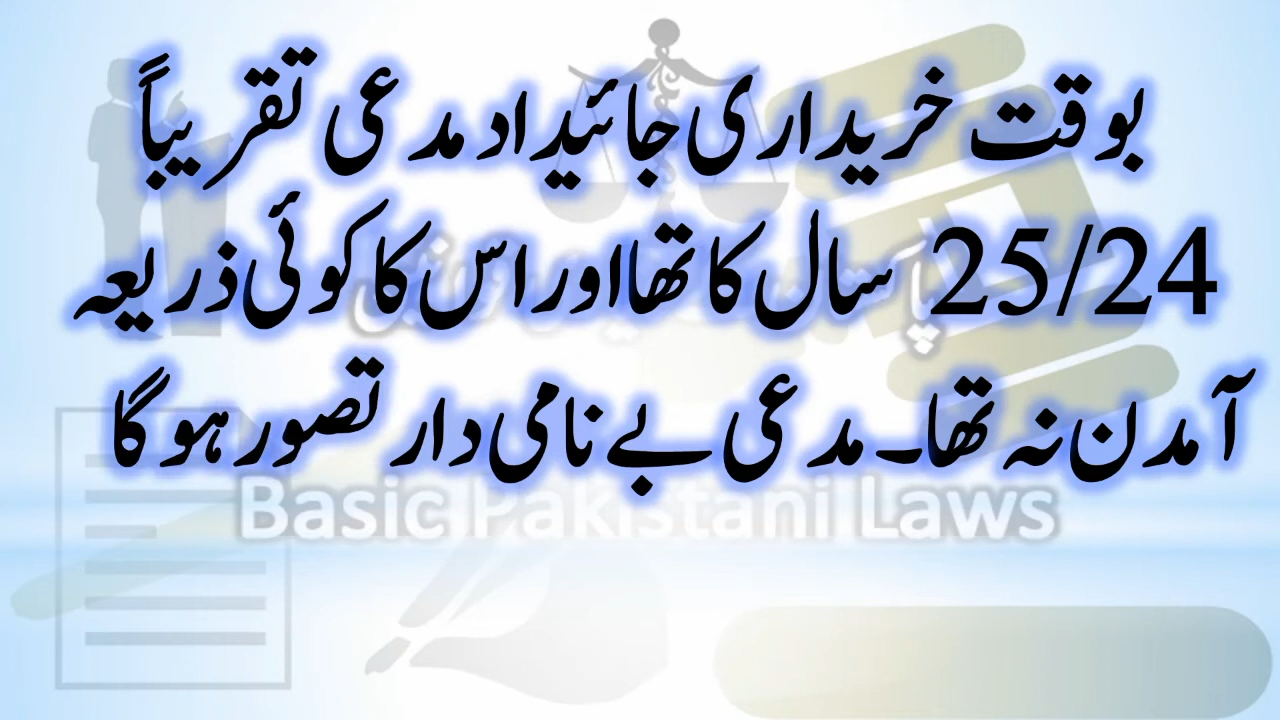 بوقت خریداری جائیداد مدعی تقریباً
25/24 سال کا تھا اور اس کا کوئی ذریعہ
آمدن نہ تھا۔ مدعی بے نامی دار تصور ہو گا
Basic Pakistani Laws